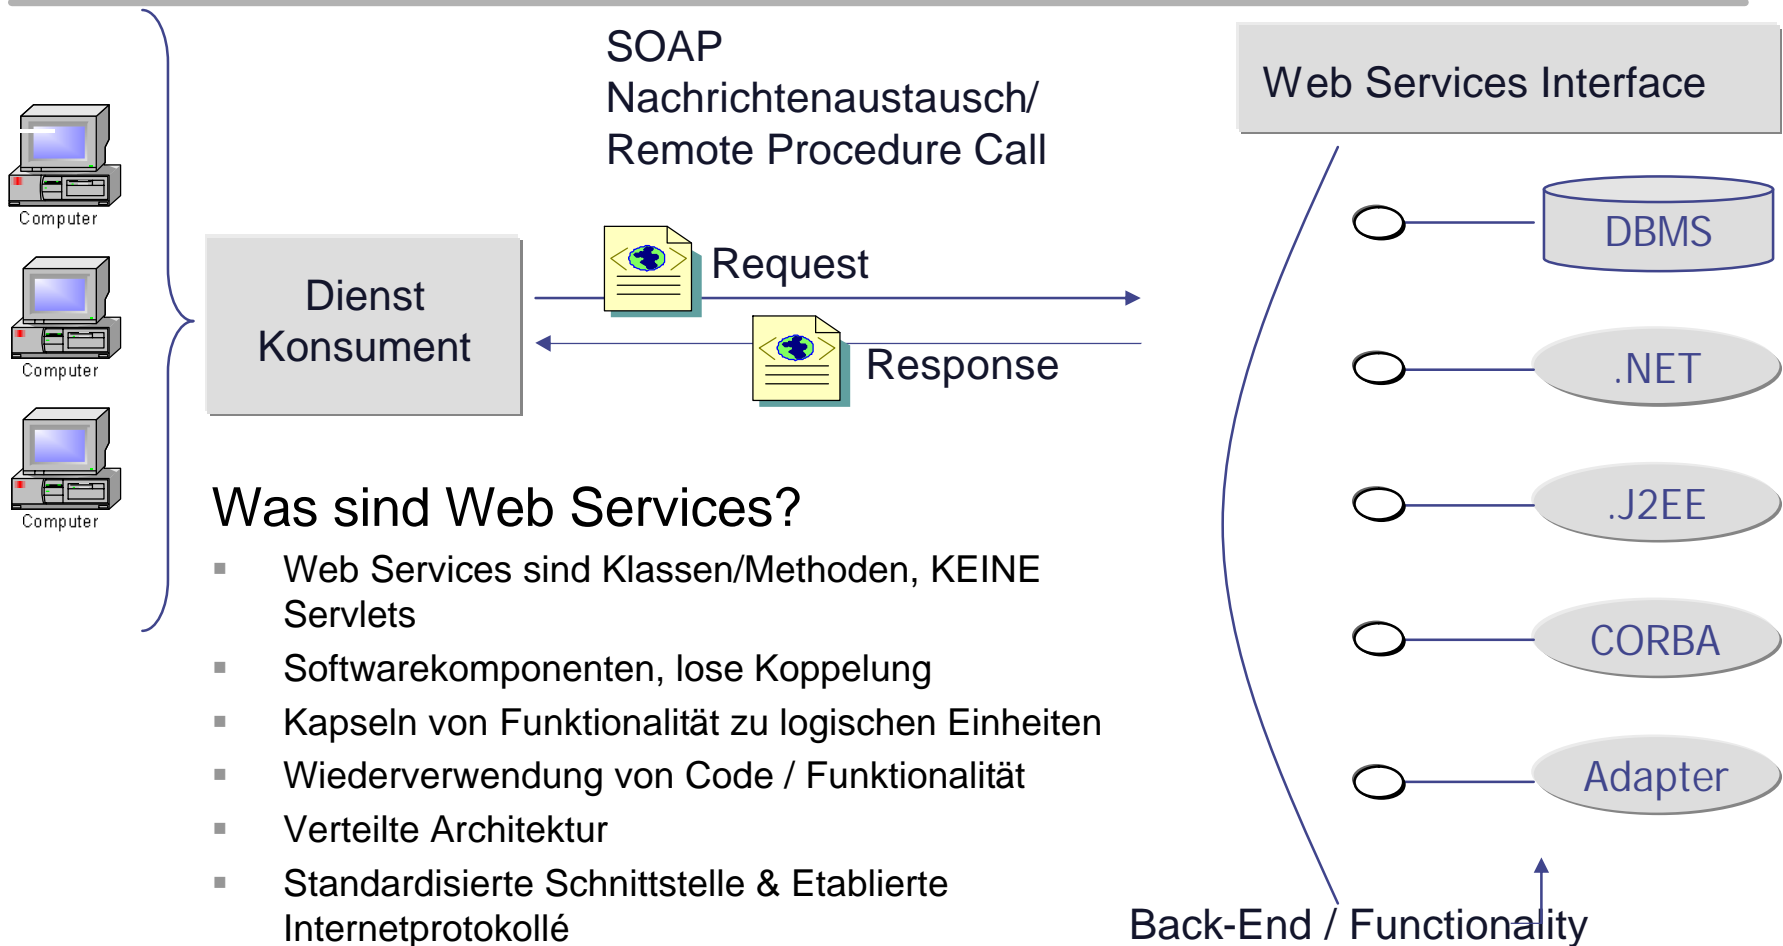 SOAP
Nachrichtenaustausch/
Remote Procedure Call
Web Services Interface
Computer
Computer
Computer
Dienst
Konsument
Request
Response
DBMS
.NET
.J2EE
CORBA
Adapter
Was sind Web Services?
▪ Web Services sind Klassen/Methoden, KEINE
Servlets
▪ Softwarekomponenten, lose Koppelung
▪ Kapseln von Funktionalität zu logischen Einheiten
▪ Wiederverwendung von Code / Funktionalität
▪ Verteilte Architektur
▪ Standardisierte Schnittstelle & Etablierte
Internetprotokollé
Back-End / Functionality